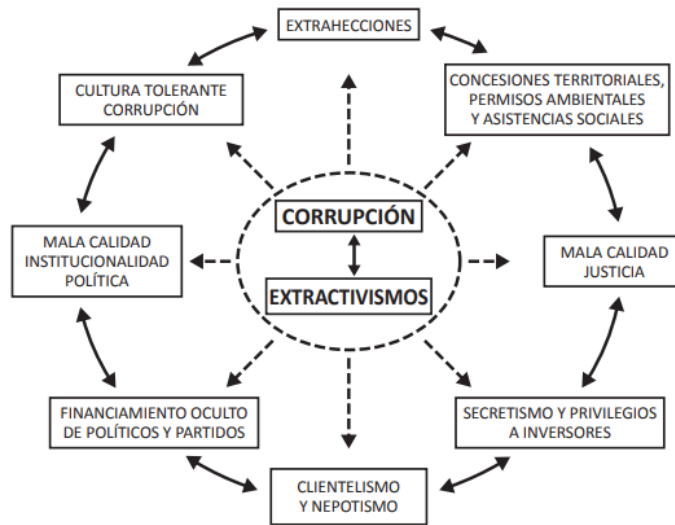 EXTRAHECCIONES
CULTURA TOLERANTE
CORRUPCIÓN
CONCESIONES TERRITORIALES,
PERMISOS AMBIENTALES
Y ASISTENCIAS SOCIALES
CORRUPCIÓN
EXTRACTIVISMOS
MALA CALIDAD
INSTITUCIONALIDAD
POLÍTICA
MALA CALIDAD
JUSTICIA
FINANCIAMIENTO OCULTO
DE POLÍTICOS Y PARTIDOS
SECRETISMO Y PRIVILEGIOS
A INVERSORES
CLIENTELISMO
Y NEPOTISMO